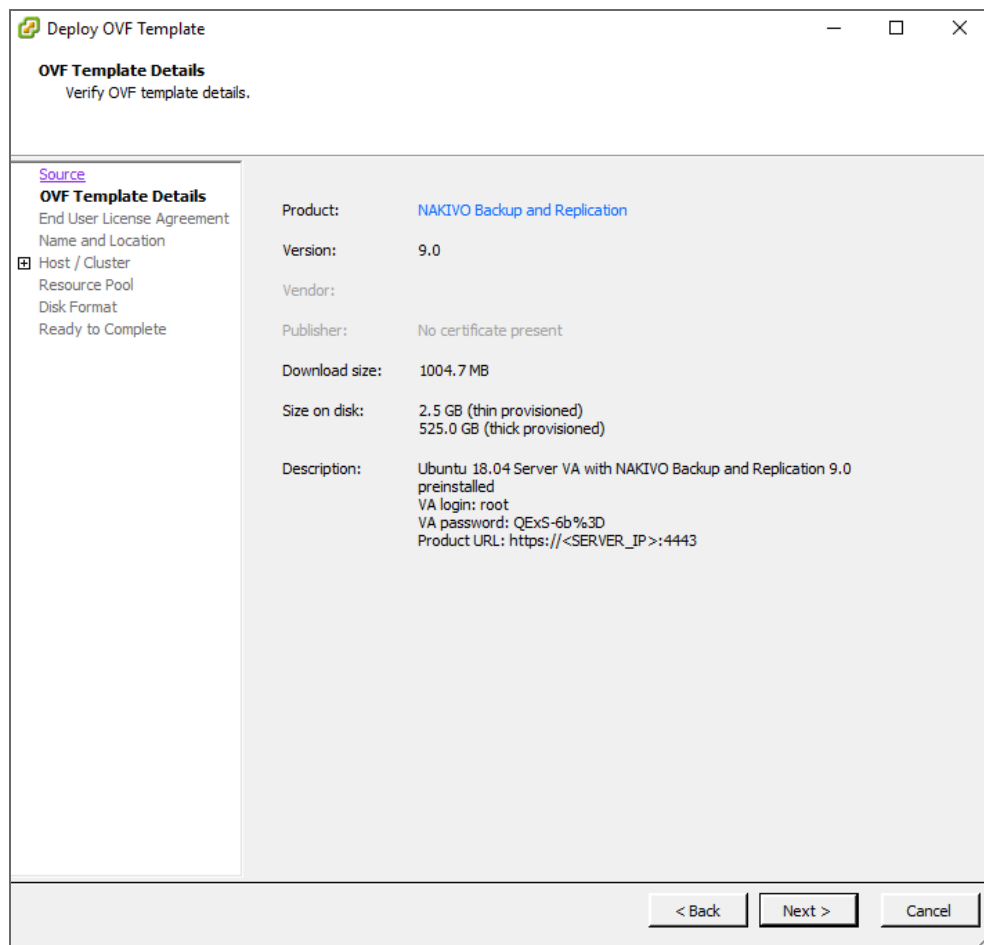 Deploy OVF Template
OVF Template Details
Verify OVF template details.
Source
OVF Template Details
End User License Agreement
Name and Location
Host / Cluster
Resource Pool
Disk Format
Ready to Complete
Product: NAKIVO Backup and Replication
Version: 9.0
Vendor:
Publisher: No certificate present
Download size: 1004.7 MB
Size on disk: 2.5 GB (thin provisioned)
525.0 GB (thick provisioned)
Description: Ubuntu 18.04 Server VA with NAKIVO Backup and Replication 9.0
preinstalled
VA login: root
VA password: QExS-6b%3D
Product URL: https://<SERVER_IP>:4443
< Back Next > Cancel